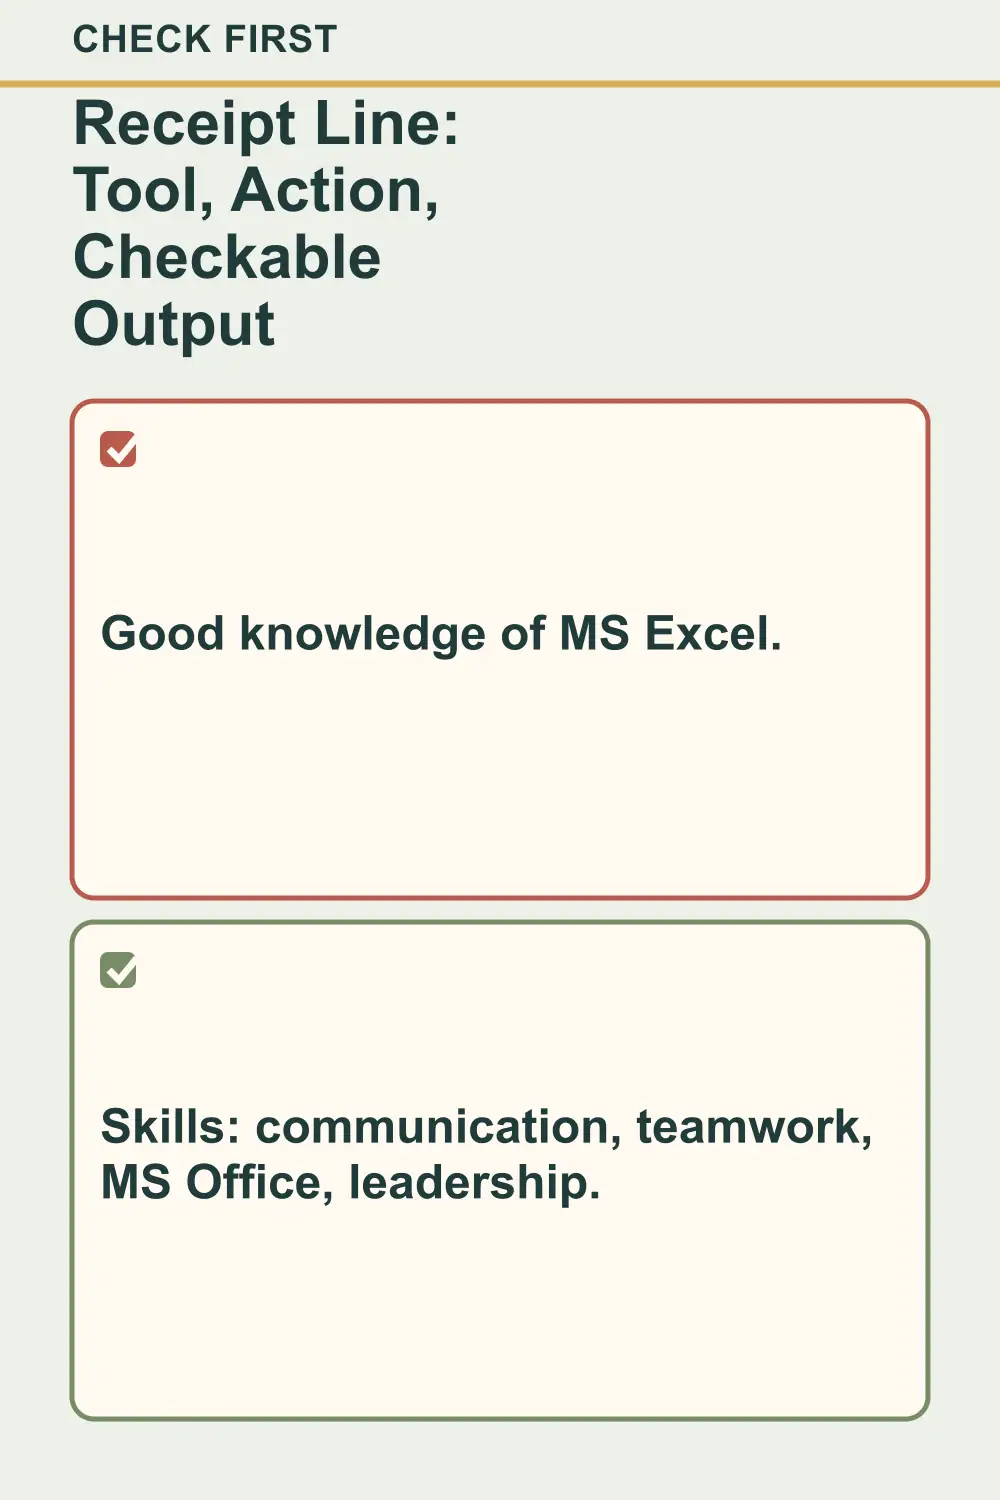 CHECK FIRST
Receipt Line:
Tool, Action,
Checkable
Output
Good knowledge of MS Excel.
Skills: communication, teamwork,
MS Office, leadership.